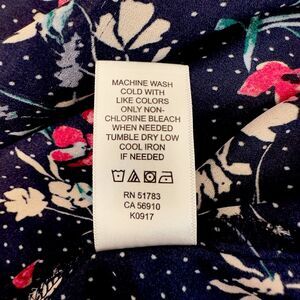 MACHINE WASH
COLD WITH
LIKE COLORS
ONLY NON-
CHLORINE BLEACH
WHEN NEEDED
TUMBLE DRY LOW
COOL IRON
IF NEEDED
RN 51783
CA 56910
K0917